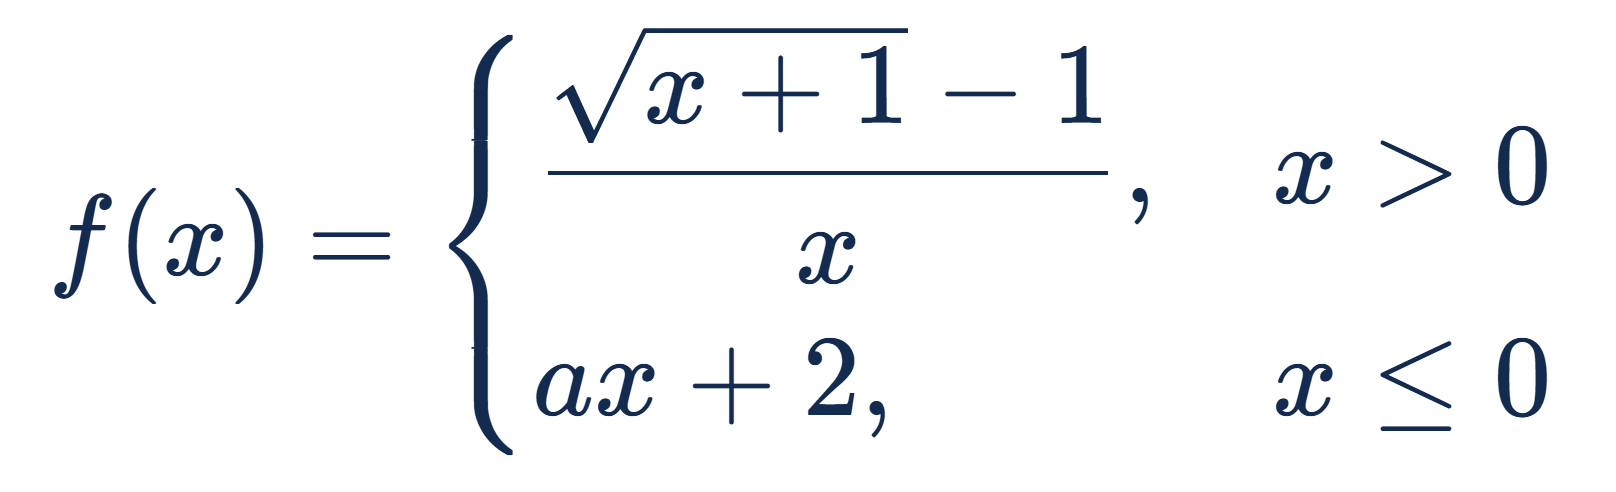 f(x) = { (√(x + 1) − 1)/x, x > 0
ax + 2, x ≤ 0